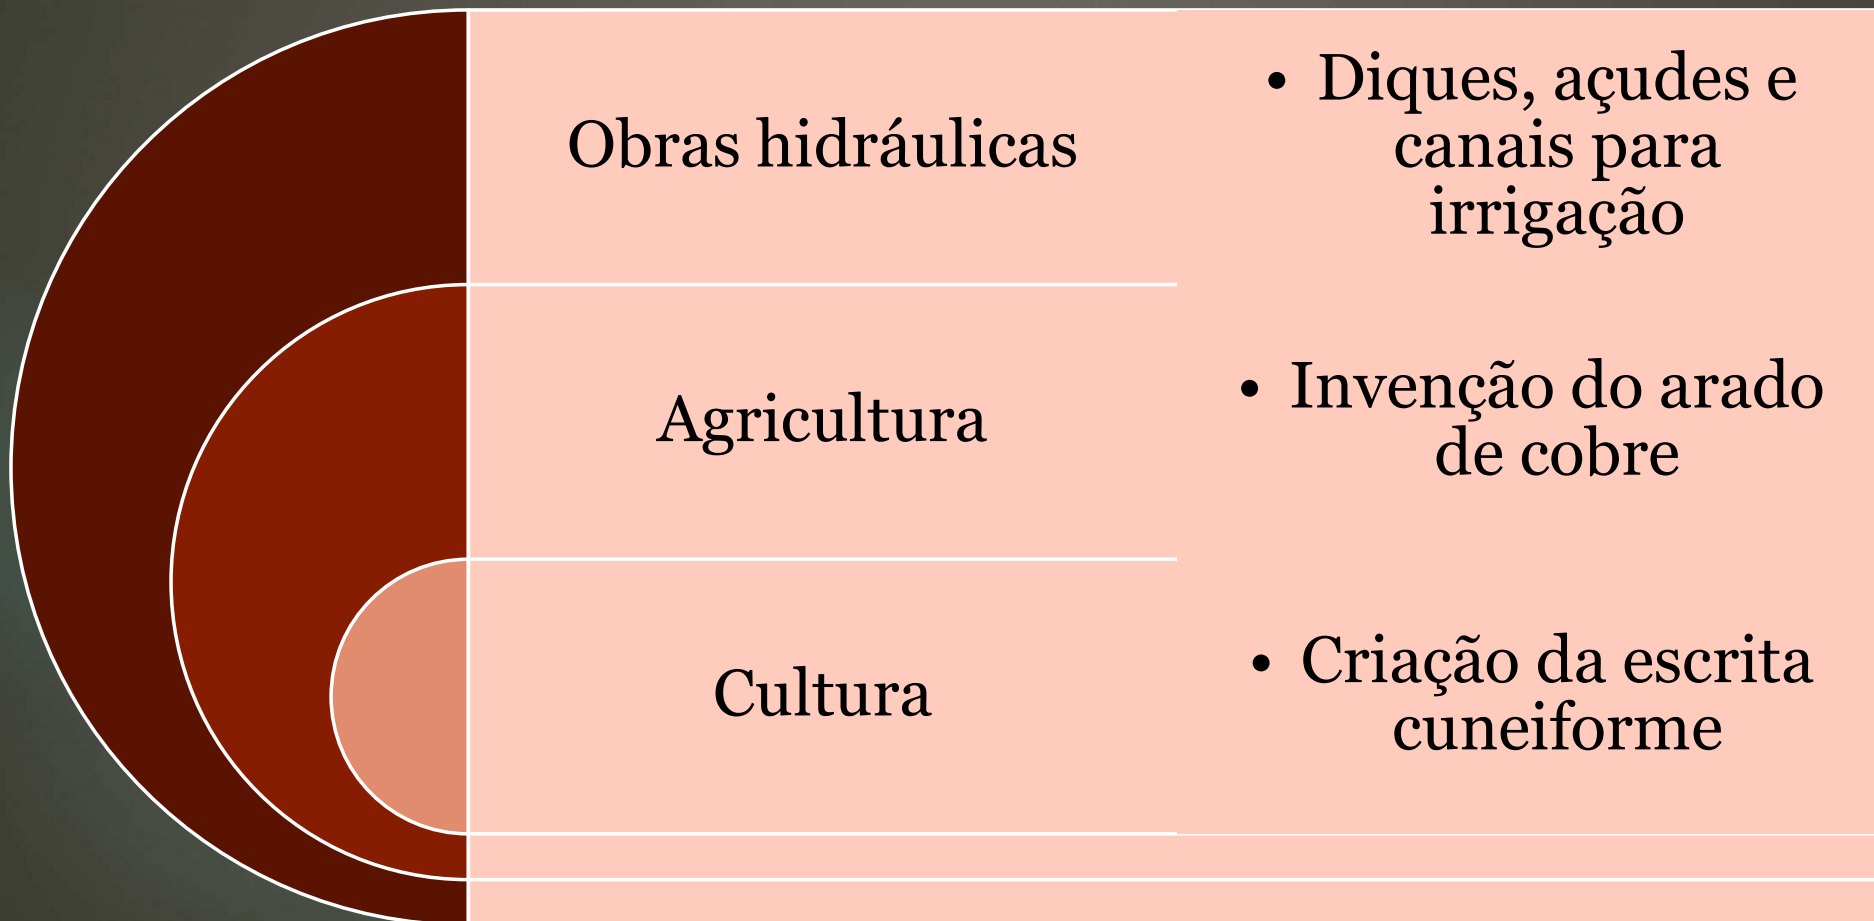 Obras hidráulicas
• Diques, açudes e
canais para
irrigação
Agricultura
• Invenção do arado
de cobre
Cultura
• Criação da escrita
cuneiforme